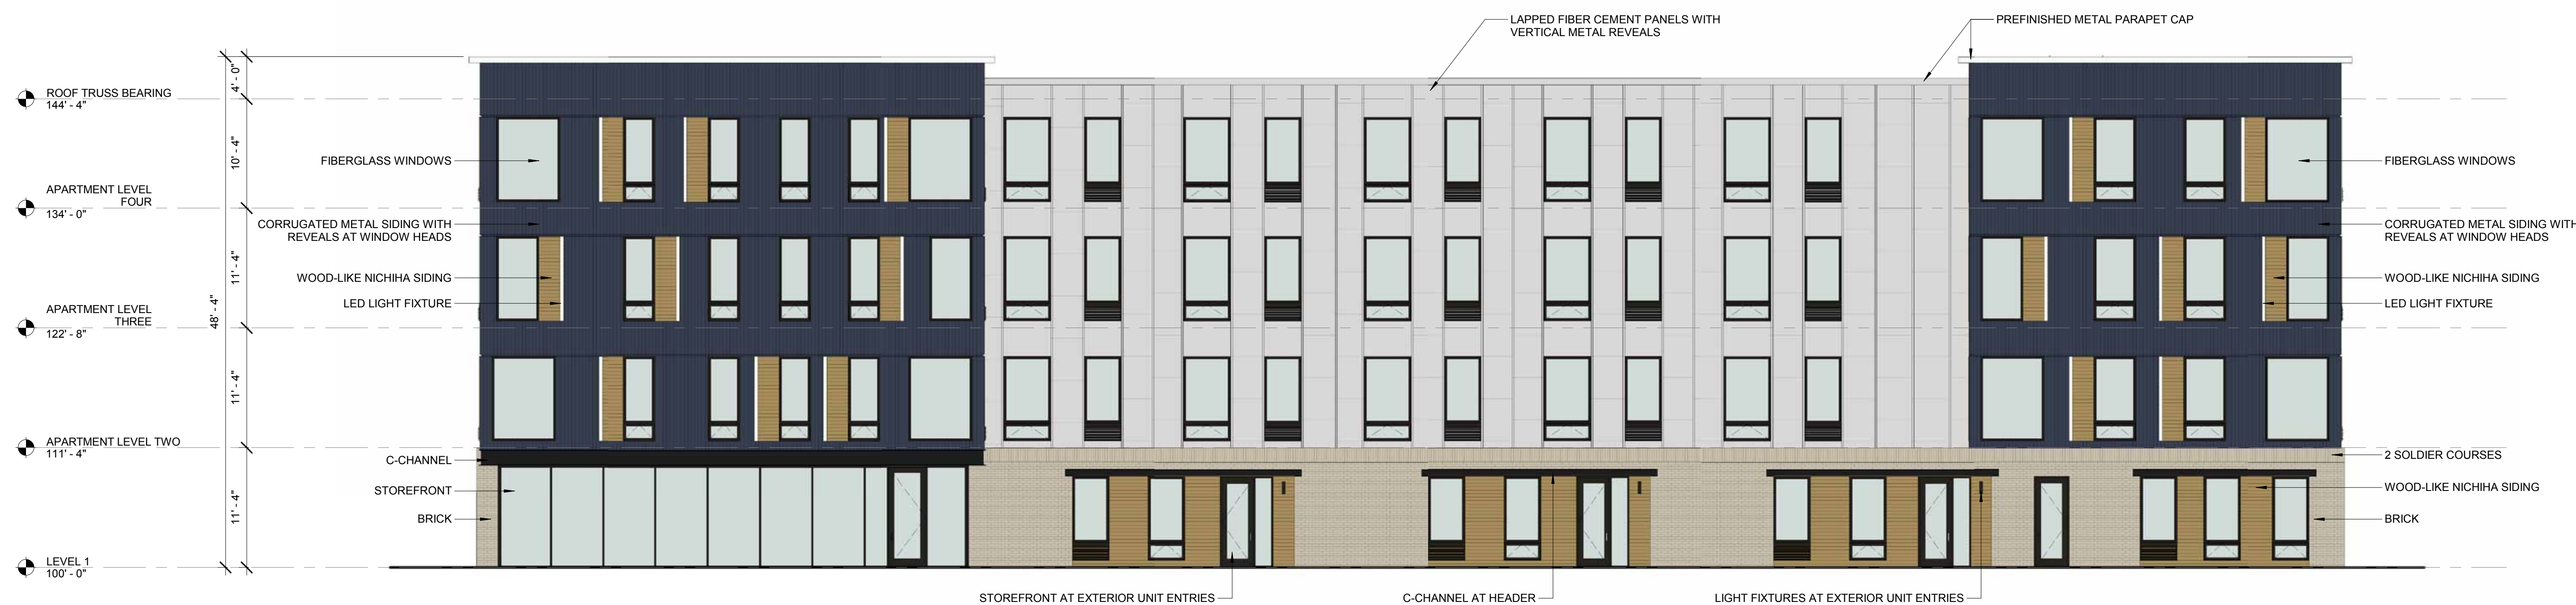 LAPPED FIBER CEMENT PANELS WITH
VERTICAL METAL REVEALS
PREFINISHED METAL PARAPET CAP
ROOF TRUSS BEARING
144' - 4"
APARTMENT LEVEL
FOUR
134' - 0"
APARTMENT LEVEL
THREE
122' - 8"
APARTMENT LEVEL TWO
111' - 4"
LEVEL 1
100' - 0"
48' - 4"
4' - 0"
10' - 4"
11' - 4"
11' - 4"
11' - 4"
FIBERGLASS WINDOWS
CORRUGATED METAL SIDING WITH
REVEALS AT WINDOW HEADS
WOOD-LIKE NICHIHA SIDING
LED LIGHT FIXTURE
C-CHANNEL
STOREFRONT
BRICK
STOREFRONT AT EXTERIOR UNIT ENTRIES
C-CHANNEL AT HEADER
LIGHT FIXTURES AT EXTERIOR UNIT ENTRIES
FIBERGLASS WINDOWS
CORRUGATED METAL SIDING WITH
REVEALS AT WINDOW HEADS
WOOD-LIKE NICHIHA SIDING
LED LIGHT FIXTURE
2 SOLDIER COURSES
WOOD-LIKE NICHIHA SIDING
BRICK